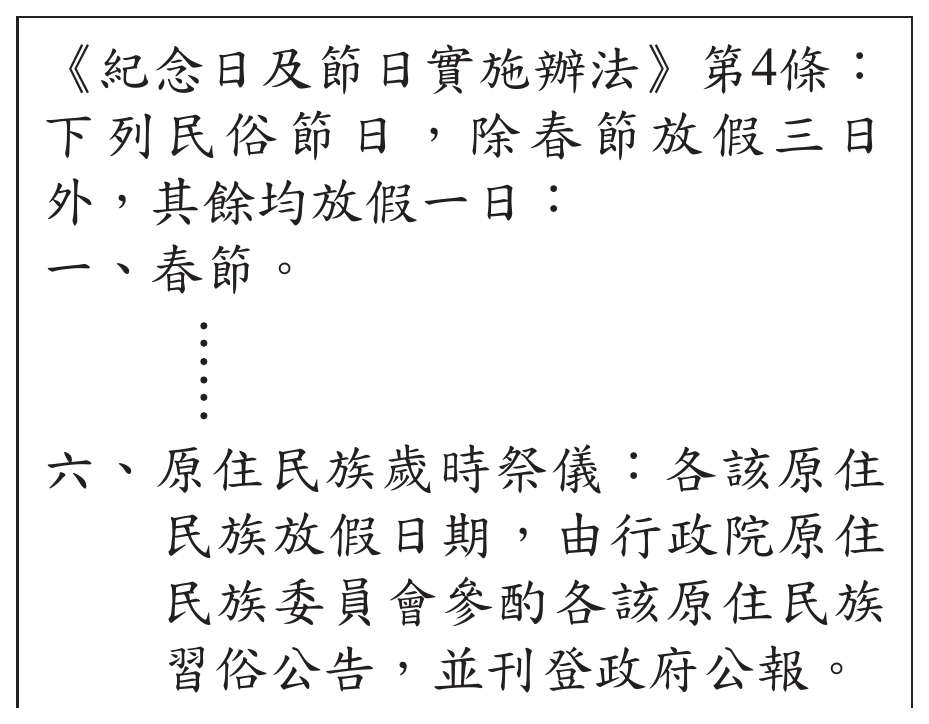 《紀念日及節日實施辦法》第4條：
下列民俗節日，除春節放假三日
外，其餘均放假一日：
一、春節。
⋮
六、原住民族歲時祭儀：各該原住
民族放假日期，由行政院原住
民族委員會參酌各該原住民族
習俗公告，並刊登政府公報。